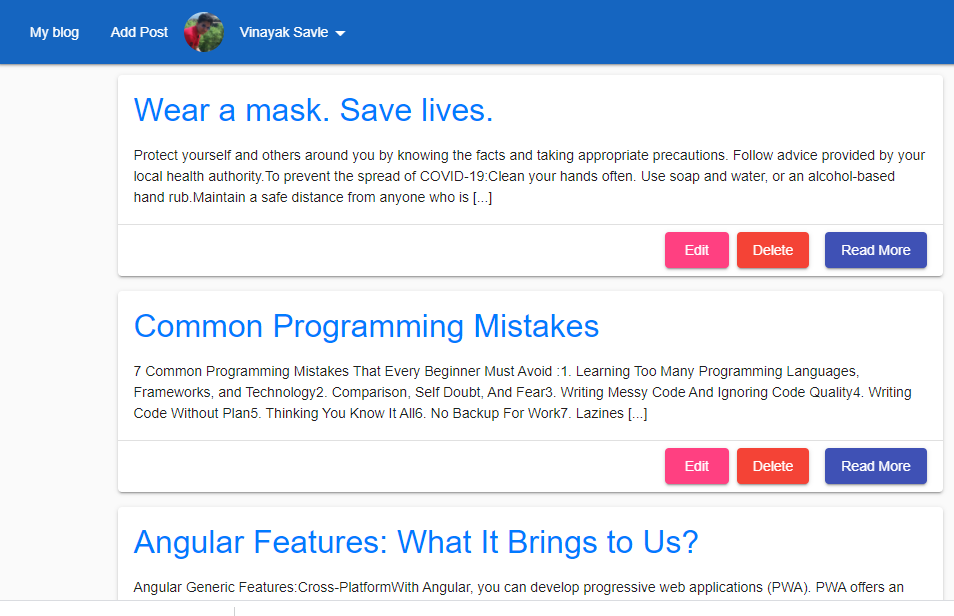 My blog Add Post Vinayak Savle
Wear a mask. Save lives.
Protect yourself and others around you by knowing the facts and taking appropriate precautions. Follow advice provided by your
local health authority.To prevent the spread of COVID-19:Clean your hands often. Use soap and water, or an alcohol-based
hand rub.Maintain a safe distance from anyone who is [...]
Edit Delete Read More
Common Programming Mistakes
7 Common Programming Mistakes That Every Beginner Must Avoid :1. Learning Too Many Programming Languages,
Frameworks, and Technology2. Comparison, Self Doubt, And Fear3. Writing Messy Code And Ignoring Code Quality4. Writing
Code Without Plan5. Thinking You Know It All6. No Backup For Work7. Lazines [...]
Edit Delete Read More
Angular Features: What It Brings to Us?
Angular Generic Features:Cross-PlatformWith Angular, you can develop progressive web applications (PWA). PWA offers an